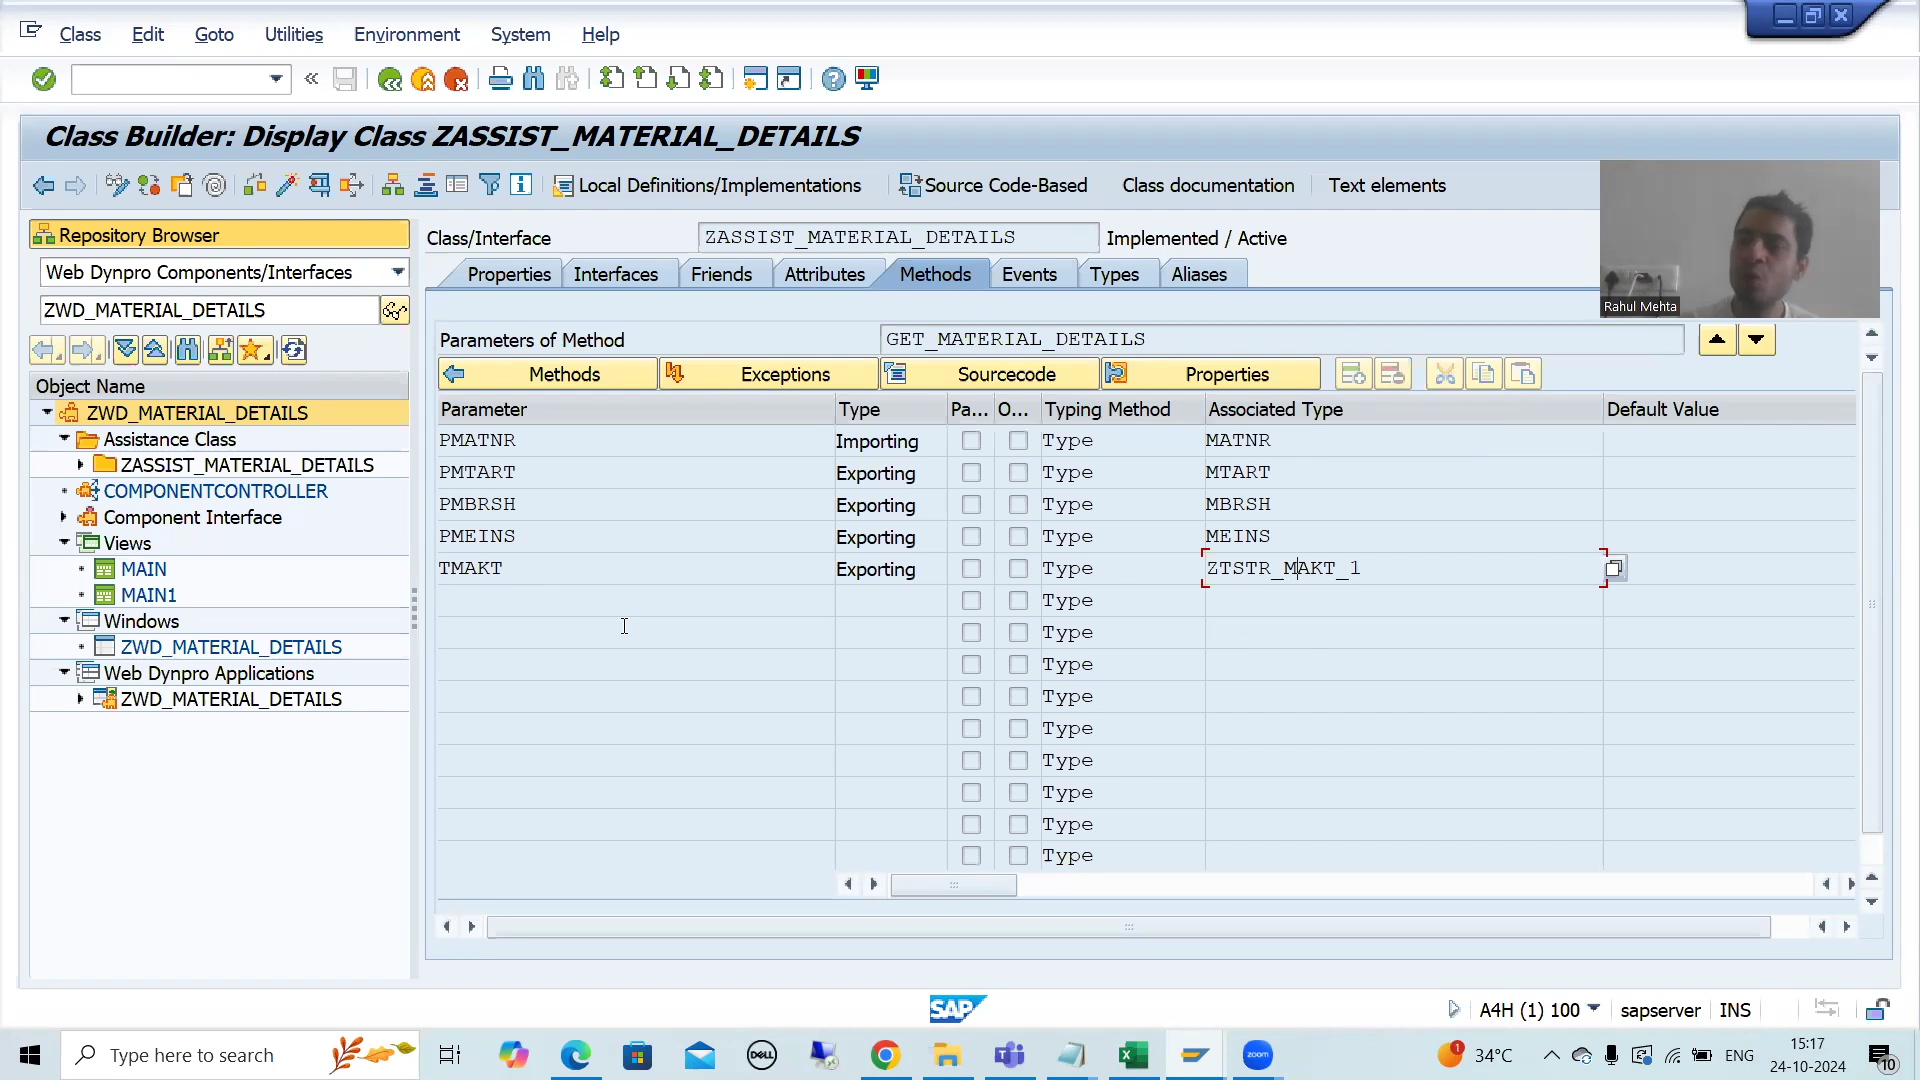 Class Edit Goto Utilities Environment System Help
Class Builder: Display Class ZASSIST_MATERIAL_DETAILS
Local Definitions/Implementations Source Code-Based Class documentation Text elements
Repository Browser
Web Dynpro Components/Interfaces
ZWD_MATERIAL_DETAILS
Object Name
ZWD_MATERIAL_DETAILS
Assistance Class
ZASSIST_MATERIAL_DETAILS
COMPONENTCONTROLLER
Component Interface
Views
MAIN
MAIN1
Windows
ZWD_MATERIAL_DETAILS
Web Dynpro Applications
ZWD_MATERIAL_DETAILS
Class/Interface ZASSIST_MATERIAL_DETAILS Implemented / Active
Properties Interfaces Friends Attributes Methods Events Types Aliases
Rahul Mehta
Parameters of Method GET_MATERIAL_DETAILS
Methods Exceptions Sourcecode Properties
Parameter Type Pa... O... Typing Method Associated Type Default Value
PMATNR Importing Type MATNR
PMTART Exporting Type MTART
PMBRSH Exporting Type MBRSH
PMEINS Exporting Type MEINS
TMAKT Exporting Type ZTSTR_MAKT_1
Type
Type
Type
Type
Type
Type
Type
Type
Type
SAP
A4H (1) 100 sapserver INS
Type here to search
DELL
zoom
1
34°C
ENG
15:17
24-10-2024
10